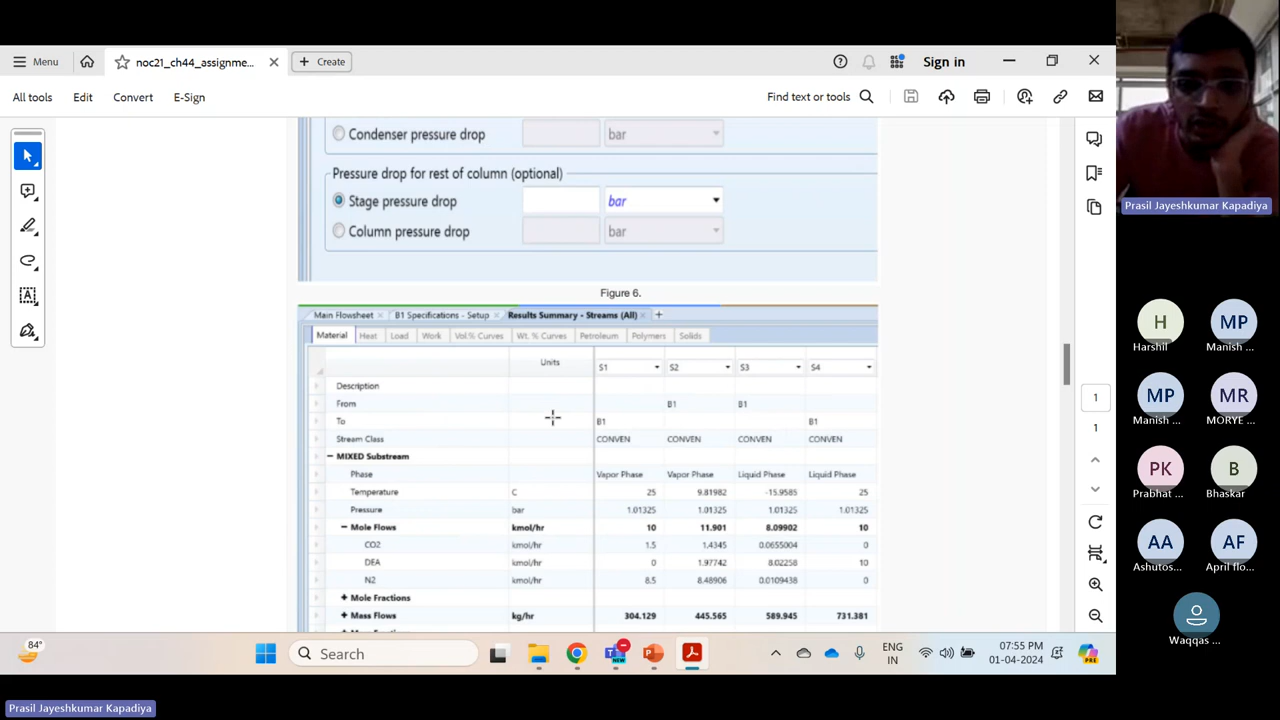 Menu
noc21_ch44_assignme...
Create
Sign in
All tools
Edit
Convert
E-Sign
Find text or tools
Condenser pressure drop bar
Pressure drop for rest of column (optional)
Stage pressure drop bar
Column pressure drop bar
Figure 6.
Main Flowsheet B1 Specifications - Setup Results Summary - Streams (All)
Material Heat Load Work Vol.% Curves Wt. % Curves Petroleum Polymers Solids
Units S1 S2 S3 S4
Description
From B1 B1
To B1 B1
Stream Class CONVEN CONVEN CONVEN CONVEN
MIXED Substream
Phase Vapor Phase Vapor Phase Liquid Phase Liquid Phase
Temperature C 25 9.81982 -15.9585 25
Pressure bar 1.01325 1.01325 1.01325 1.01325
Mole Flows kmol/hr 10 11.901 8.09902 10
CO2 kmol/hr 1.5 1.4345 0.0655004 0
DEA kmol/hr 0 1.97742 8.02258 10
N2 kmol/hr 8.5 8.48906 0.0109438 0
Mole Fractions
Mass Flows kg/hr 304.129 445.565 589.945 731.381
1
1
Prasil Jayeshkumar Kapadiya
H
Harshil
MP
Manish ...
MP
Manish ...
MR
MORYE ...
PK
Prabhat ...
B
Bhaskar
AA
Ashutos...
AF
April flo...
Waqqas ...
84°
Search
NEW
ENG
IN
07:55 PM
01-04-2024
PRE
Prasil Jayeshkumar Kapadiya